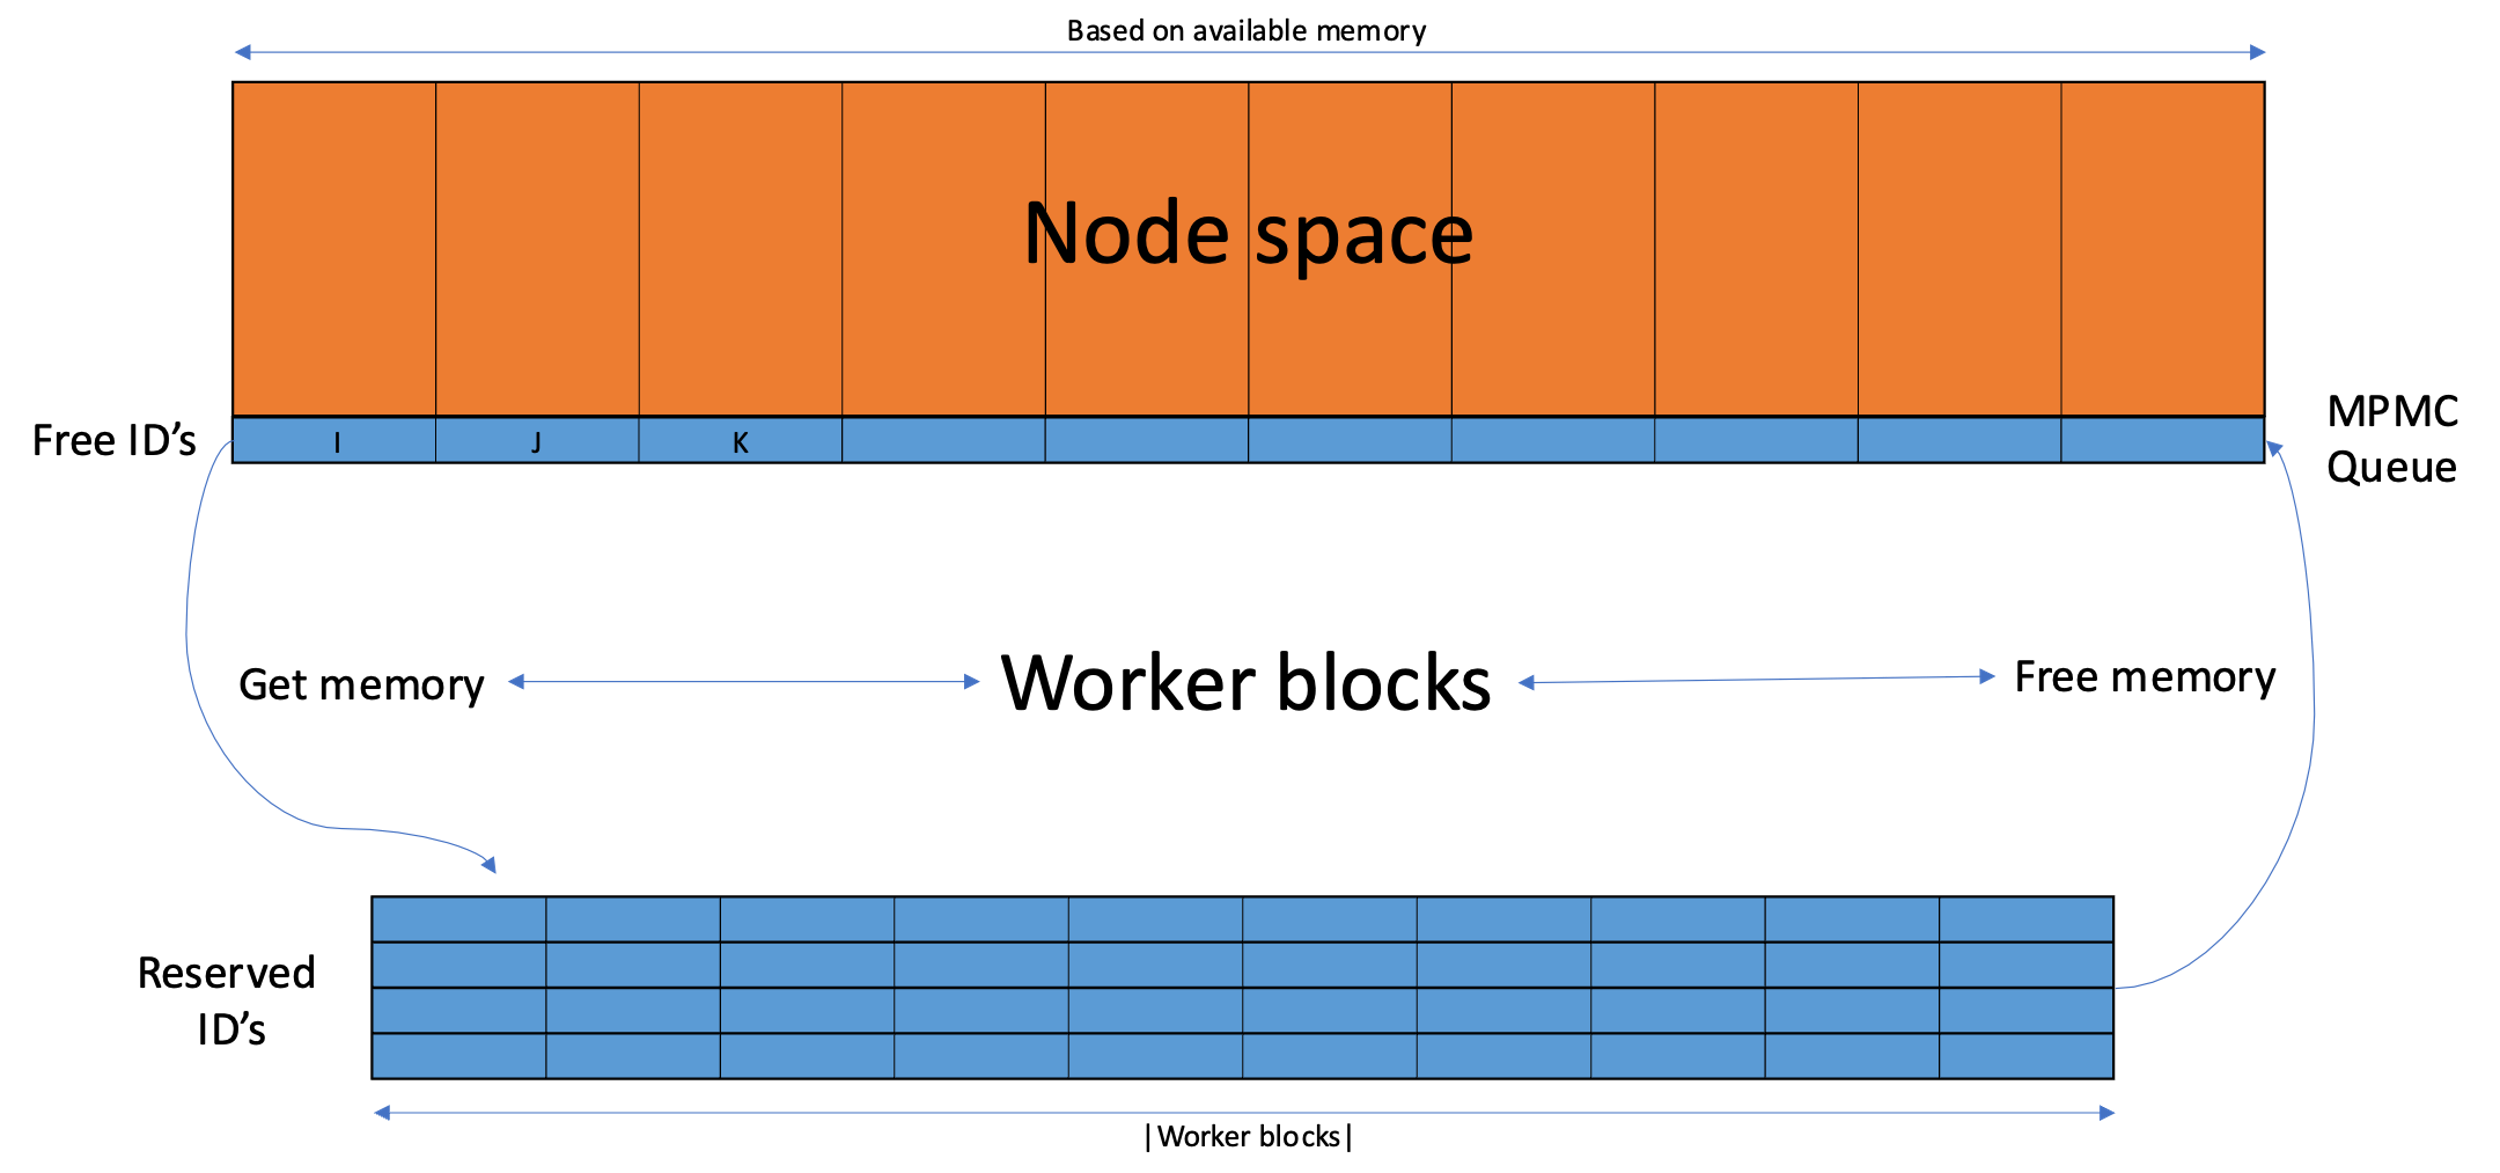 Based on available memory
Node space
Free ID’s
I
J
K
MPMC
Queue
Get memory
Worker blocks
Free memory
Reserved
ID’s
|Worker blocks|